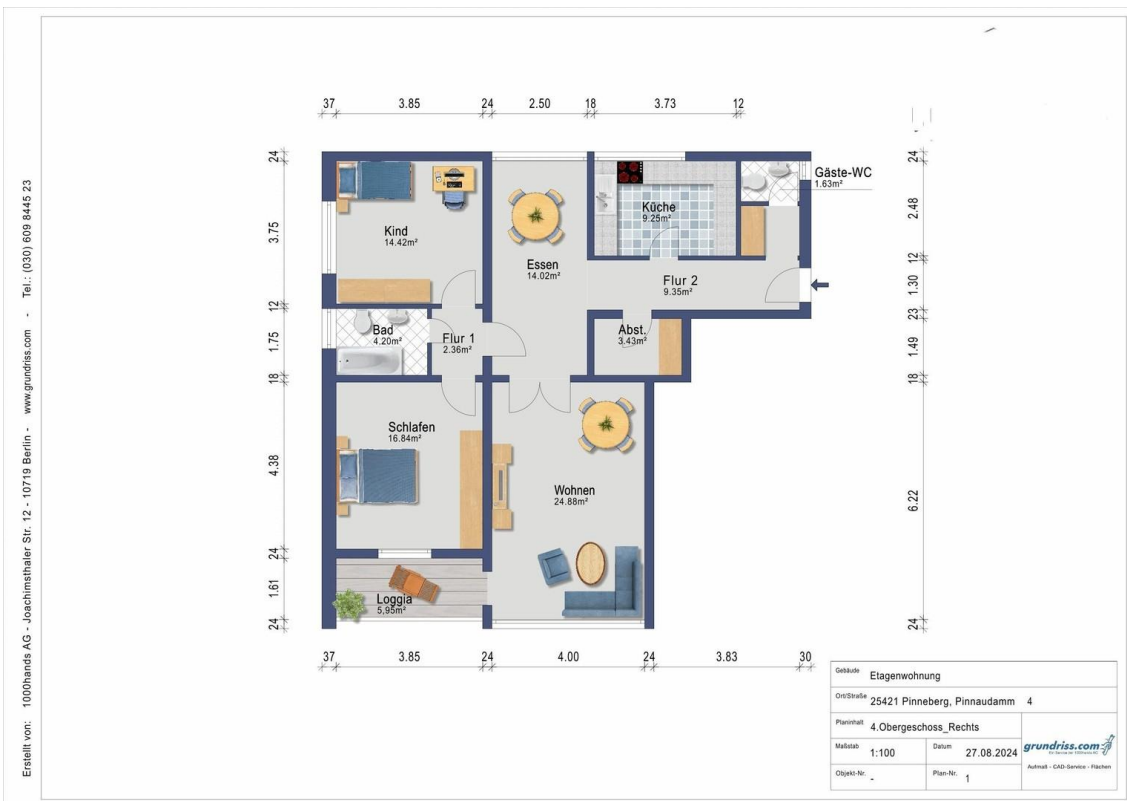 Erstellt von: 1000hands AG - Joachimsthaler Str. 12 - 10719 Berlin - www.grundriss.com - Tel.: (030) 609 8445 23
37 3.85 24 2.50 18 3.73 12
24
3.75
12
1.75
18
4.38
24
1.61
24
24
2.48
12
1.30
23
1.49
18
6.22
24
Gäste-WC
1.63m²
Küche
9.25m²
Kind
14.42m²
Essen
14.02m²
Flur 2
9.35m²
Bad
4.20m²
Flur 1
2.36m²
Abst.
3.43m²
Schlafen
16.84m²
Wohnen
24.88m²
Loggia
5,95m²
37 3.85 24 4.00 24 3.83 30
Gebäude Etagenwohnung
Ort/Straße 25421 Pinneberg, Pinnaudamm 4
Planinhalt 4.Obergeschoss_Rechts
Maßstab 1:100 Datum 27.08.2024
Objekt-Nr. - Plan-Nr. 1
grundriss.com
Aufmaß - CAD-Service - Flächen